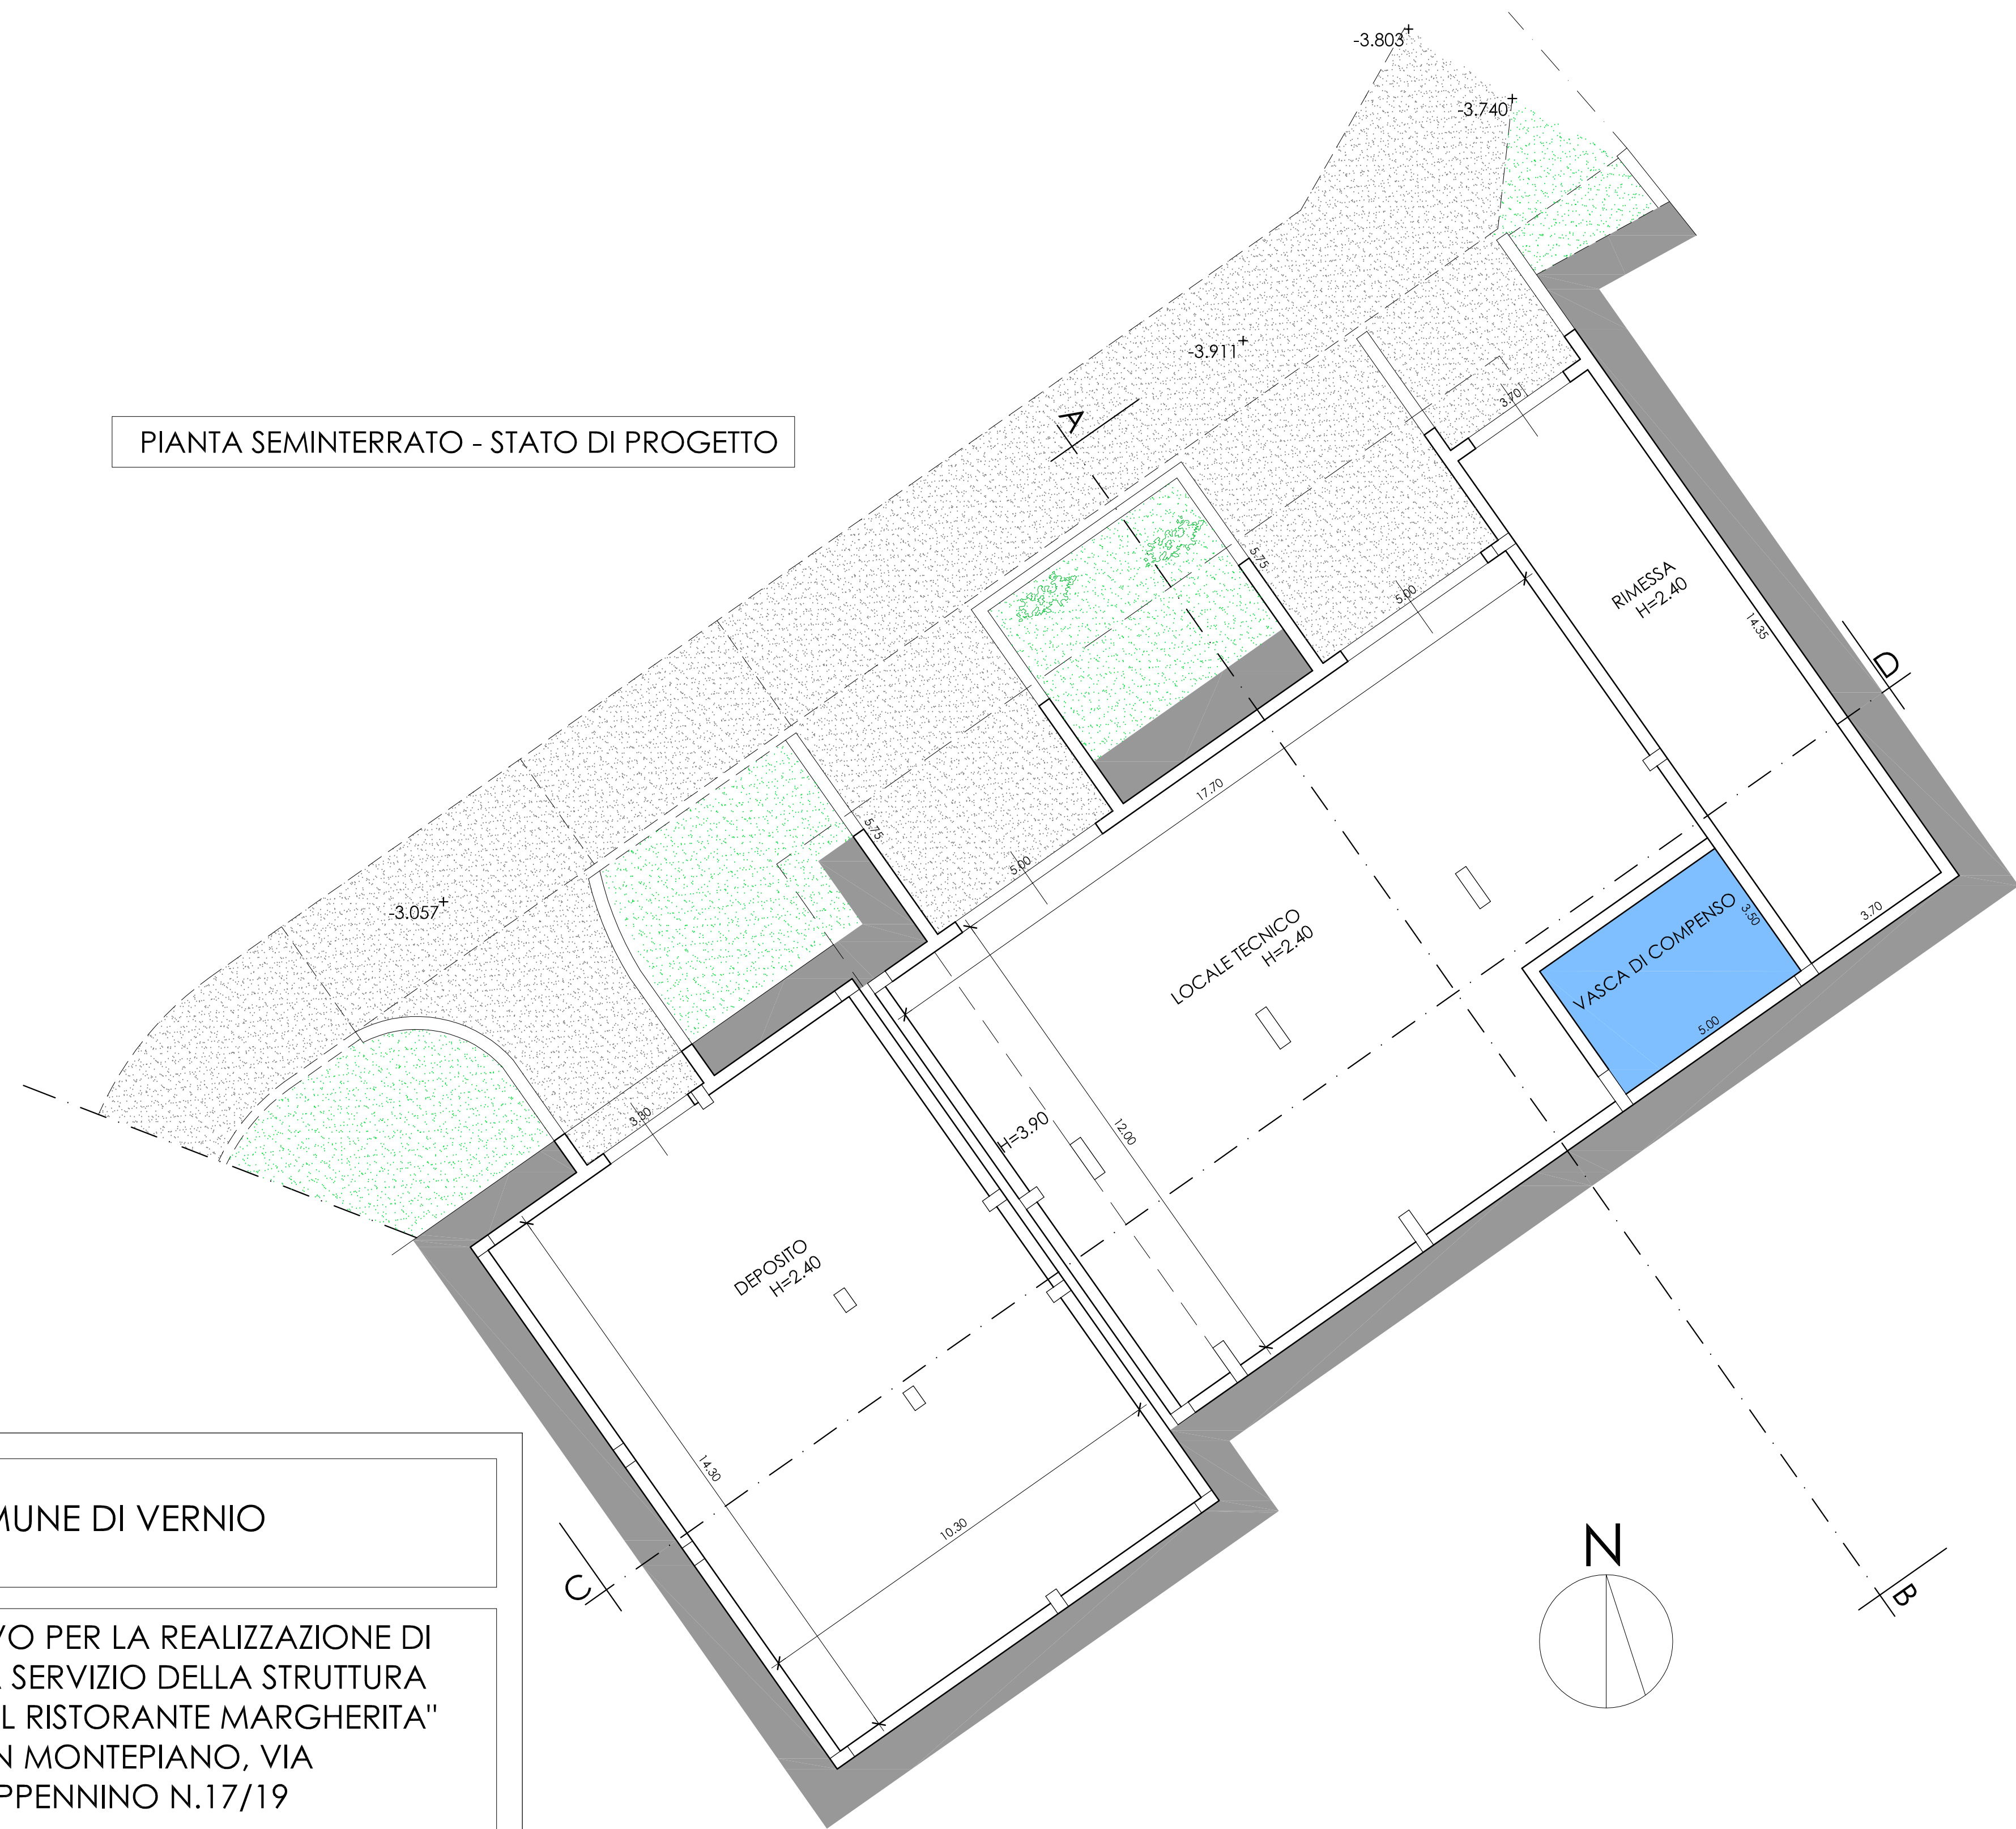 -3.803
-3.740
-3.911
A
PIANTA SEMINTERRATO - STATO DI PROGETTO
3.70
5.75
5.00
RIMESSA
H=2.40
14.35
D
17.70
5.75
5.00
-3.057
LOCALE TECNICO
H=2.40
VASCA DI COMPENSO
3.50
3.70
5.00
3.30
H=3.90
12.00
DEPOSITO
H=2.40
14.30
10.30
C
N
B
MUNE DI VERNIO
VO PER LA REALIZZAZIONE DI
A SERVIZIO DELLA STRUTTURA
L RISTORANTE MARGHERITA"
N MONTEPIANO, VIA
PPENNINO N.17/19